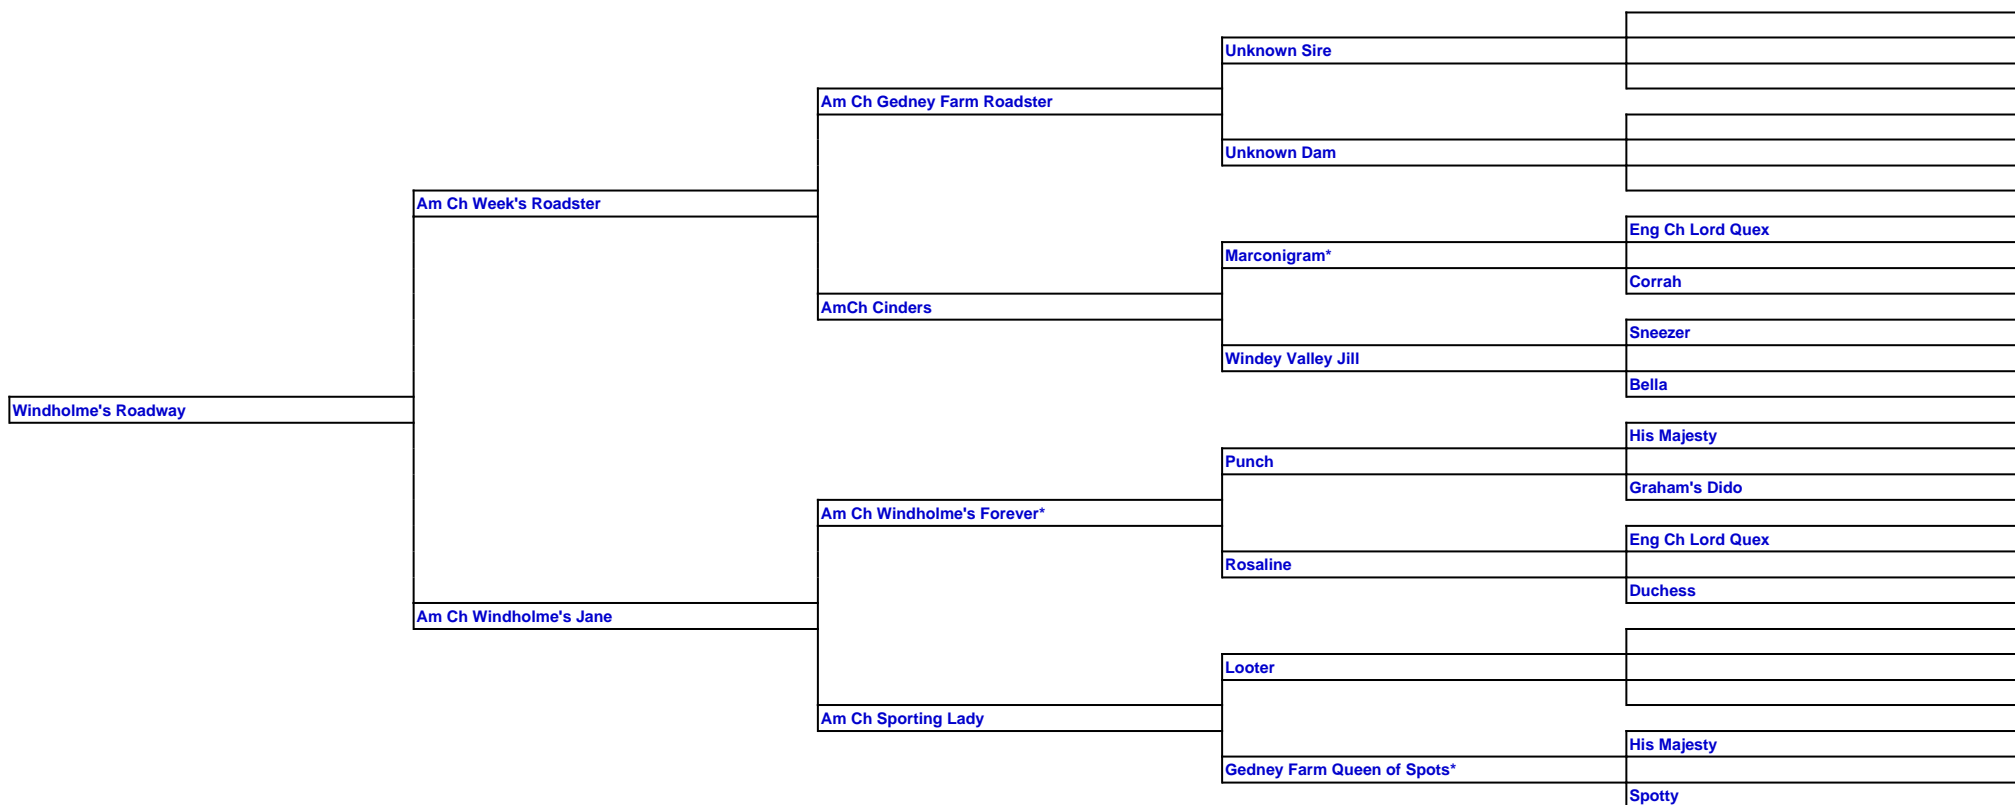 Unknown Sire
Am Ch Gedney Farm Roadster
Unknown Dam
Am Ch Week's Roadster
Eng Ch Lord Quex
Marconigram*
Corrah
AmCh Cinders
Sneezer
Windey Valley Jill
Bella
Windholme's Roadway
His Majesty
Punch
Graham's Dido
Am Ch Windholme's Forever*
Eng Ch Lord Quex
Rosaline
Duchess
Am Ch Windholme's Jane
Looter
Am Ch Sporting Lady
His Majesty
Gedney Farm Queen of Spots*
Spotty